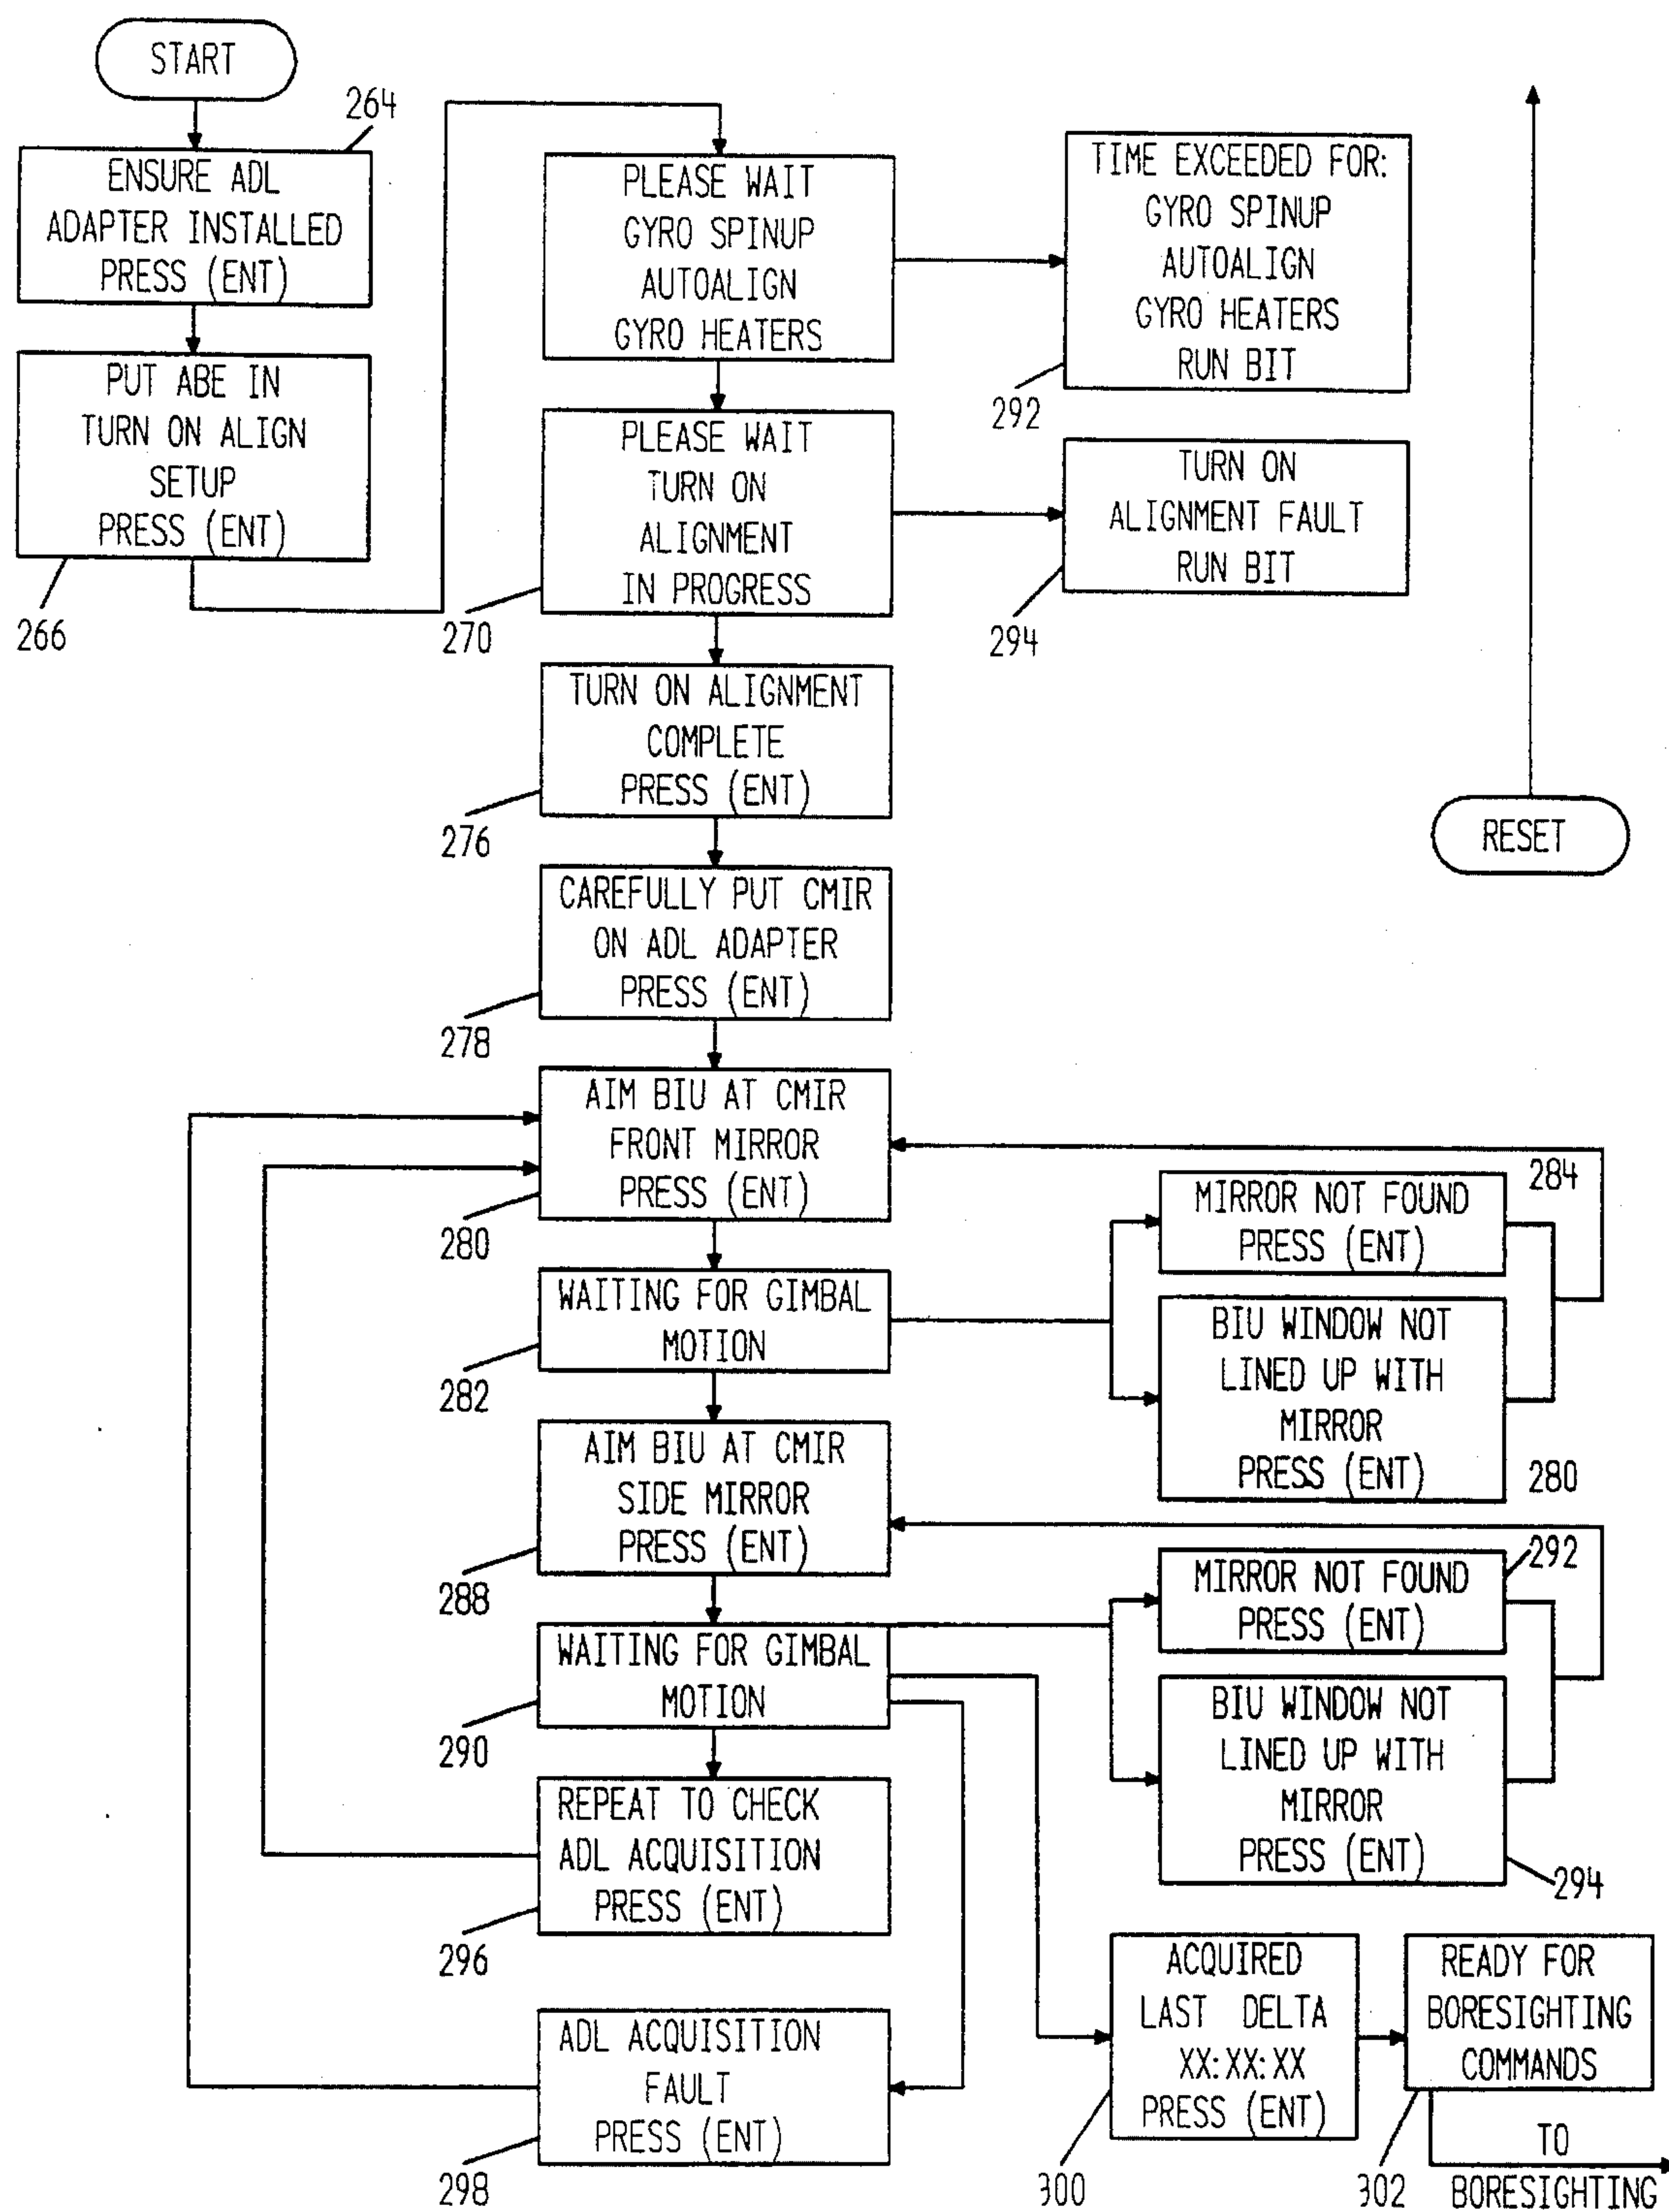 START
264
ENSURE ADL
ADAPTER INSTALLED
PRESS (ENT)
PUT ABE IN
TURN ON ALIGN
SETUP
PRESS (ENT)
266
PLEASE WAIT
GYRO SPINUP
AUTOALIGN
GYRO HEATERS
TIME EXCEEDED FOR:
GYRO SPINUP
AUTOALIGN
GYRO HEATERS
RUN BIT
292
PLEASE WAIT
TURN ON
ALIGNMENT
IN PROGRESS
270
TURN ON
ALIGNMENT FAULT
RUN BIT
294
TURN ON ALIGNMENT
COMPLETE
PRESS (ENT)
276
RESET
CAREFULLY PUT CMIR
ON ADL ADAPTER
PRESS (ENT)
278
AIM BIU AT CMIR
FRONT MIRROR
PRESS (ENT)
280
284
MIRROR NOT FOUND
PRESS (ENT)
WAITING FOR GIMBAL
MOTION
282
BIU WINDOW NOT
LINED UP WITH
MIRROR
PRESS (ENT)
280
AIM BIU AT CMIR
SIDE MIRROR
PRESS (ENT)
288
292
MIRROR NOT FOUND
PRESS (ENT)
WAITING FOR GIMBAL
MOTION
290
BIU WINDOW NOT
LINED UP WITH
MIRROR
PRESS (ENT)
294
REPEAT TO CHECK
ADL ACQUISITION
PRESS (ENT)
296
ADL ACQUISITION
FAULT
PRESS (ENT)
298
ACQUIRED
LAST DELTA
XX:XX:XX
PRESS (ENT)
300
READY FOR
BORESIGHTING
COMMANDS
302
TO
BORESIGHTING